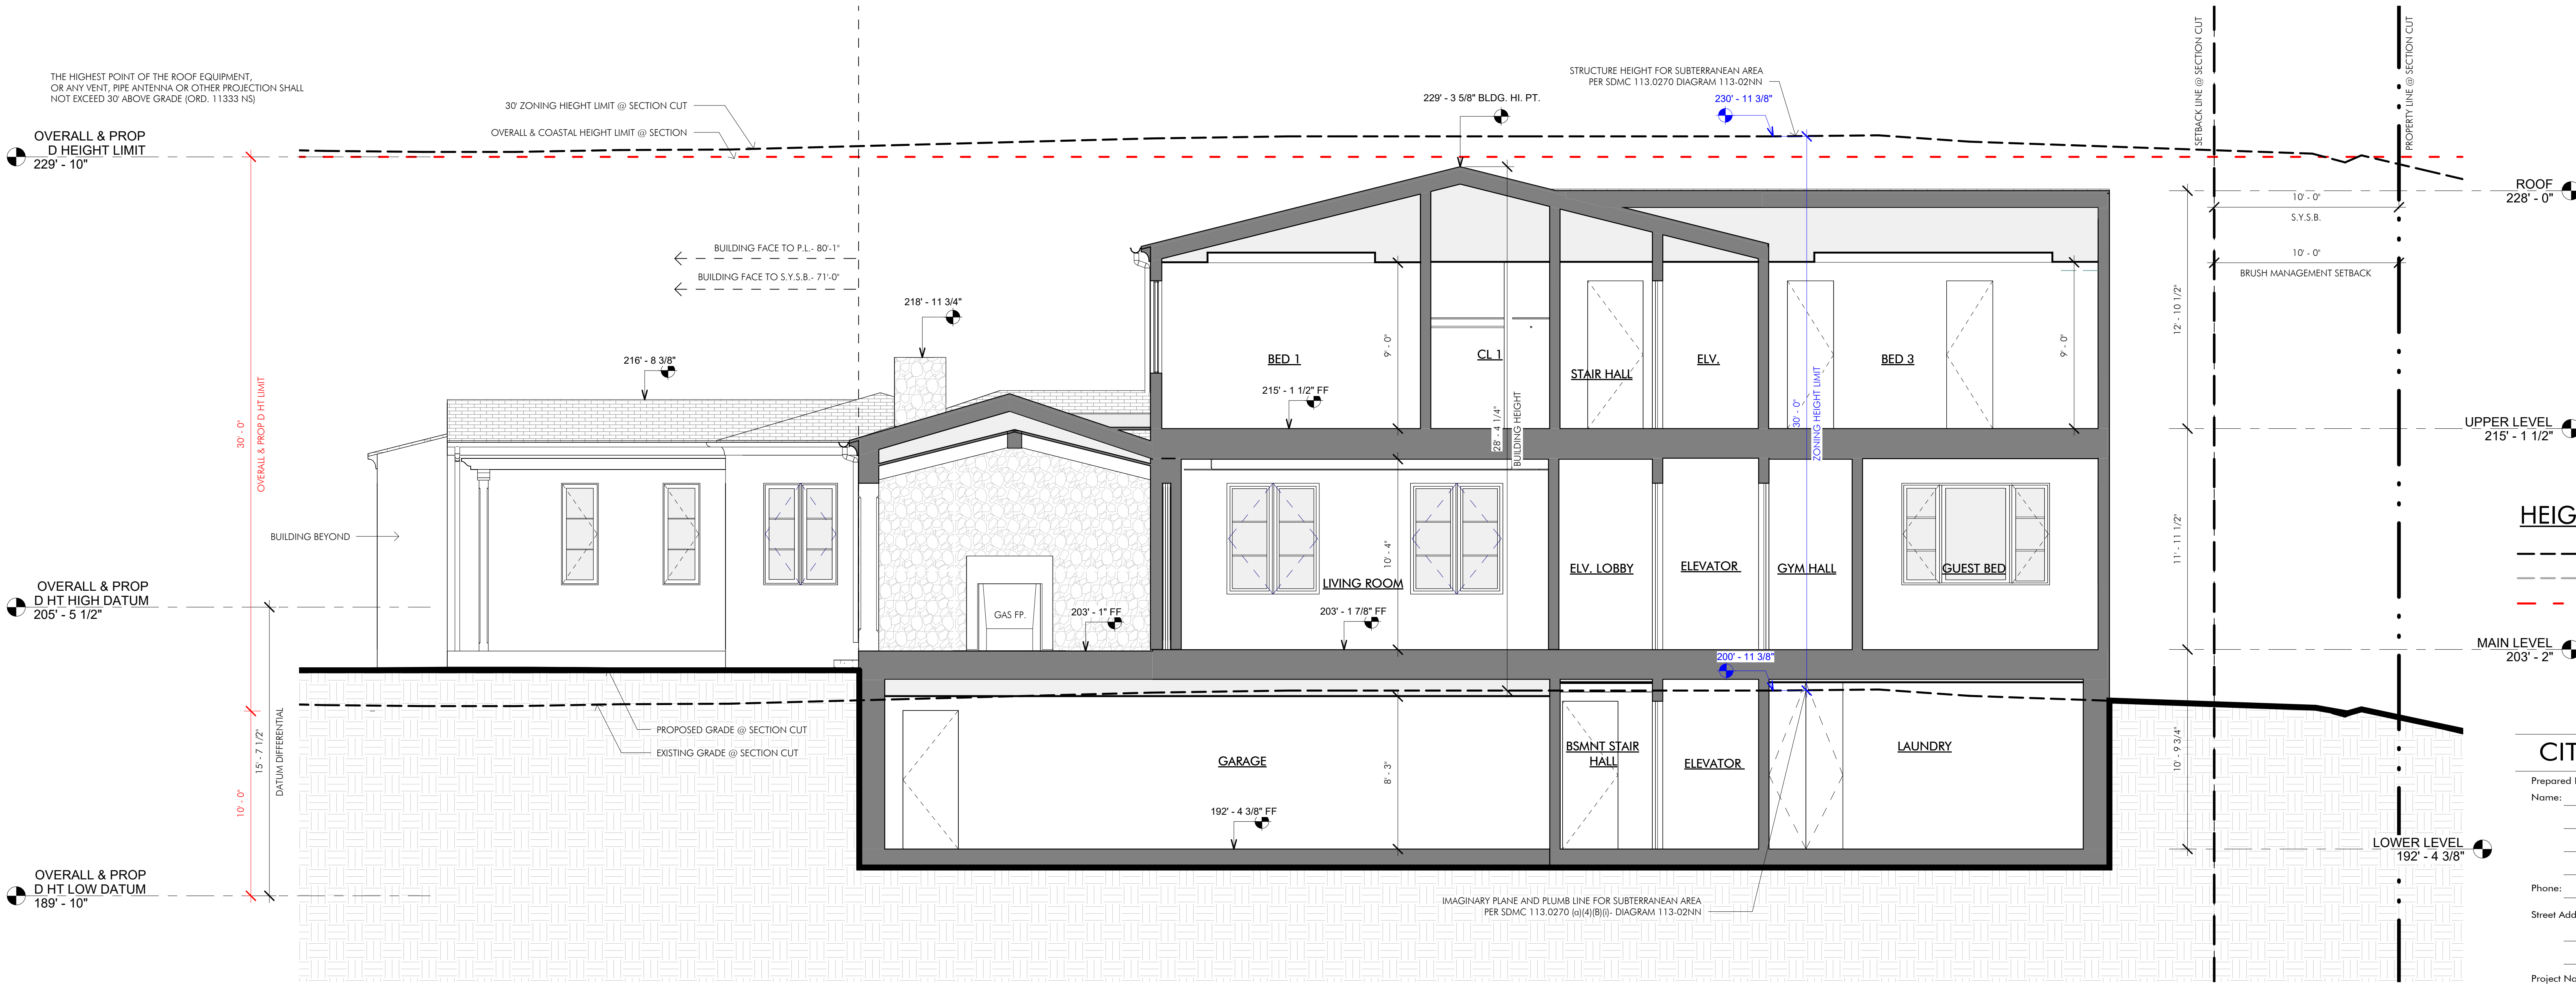 THE HIGHEST POINT OF THE ROOF EQUIPMENT,
OR ANY VENT, PIPE ANTENNA OR OTHER PROJECTION SHALL
NOT EXCEED 30' ABOVE GRADE (ORD. 11333 NS)
OVERALL & PROP
D HEIGHT LIMIT
229' - 10"
OVERALL & PROP
D HT HIGH DATUM
205' - 5 1/2"
OVERALL & PROP
D HT LOW DATUM
189' - 10"
30' - 0"
OVERALL & PROP D HT LIMIT
10' - 0"
15' - 7 1/2"
DATUM DIFFERENTIAL
30' ZONING HIEGHT LIMIT @ SECTION CUT
OVERALL & COASTAL HEIGHT LIMIT @ SECTION
BUILDING FACE TO P.L.- 80'-1"
BUILDING FACE TO S.Y.S.B.- 71'-0"
218' - 11 3/4"
216' - 8 3/8"
BUILDING BEYOND
PROPOSED GRADE @ SECTION CUT
EXISTING GRADE @ SECTION CUT
GAS FP.
203' - 1" FF
STRUCTURE HEIGHT FOR SUBTERRANEAN AREA
PER SDMC 113.0270 DIAGRAM 113-02NN
229' - 3 5/8" BLDG. HI. PT.
230' - 11 3/8"
BED 1
9' - 0"
CL 1
STAIR HALL
ELV.
BED 3
9' - 0"
215' - 1 1/2" FF
28' - 4 1/4"
BUILDING HEIGHT
30' - 0"
ZONING HEIGHT LIMIT
10' - 4"
LIVING ROOM
203' - 1 7/8" FF
ELV. LOBBY
ELEVATOR
GYM HALL
GUEST BED
200' - 11 3/8"
GARAGE
8' - 3"
192' - 4 3/8" FF
BSMNT STAIR
HALL
ELEVATOR
LAUNDRY
IMAGINARY PLANE AND PLUMB LINE FOR SUBTERRANEAN AREA
PER SDMC 113.0270 (a)(4)(B)(i)- DIAGRAM 113-02NN
12' - 10 1/2"
11' - 11 1/2"
10' - 9 3/4"
SETBACK LINE @ SECTION CUT
PROPERTY LINE @ SECTION CUT
10' - 0"
S.Y.S.B.
10' - 0"
BRUSH MANAGEMENT SETBACK
ROOF
228' - 0"
UPPER LEVEL
215' - 1 1/2"
HEIG
MAIN LEVEL
203' - 2"
LOWER LEVEL
192' - 4 3/8"
CIT
Prepared
Name:
Phone:
Street Add
Project No